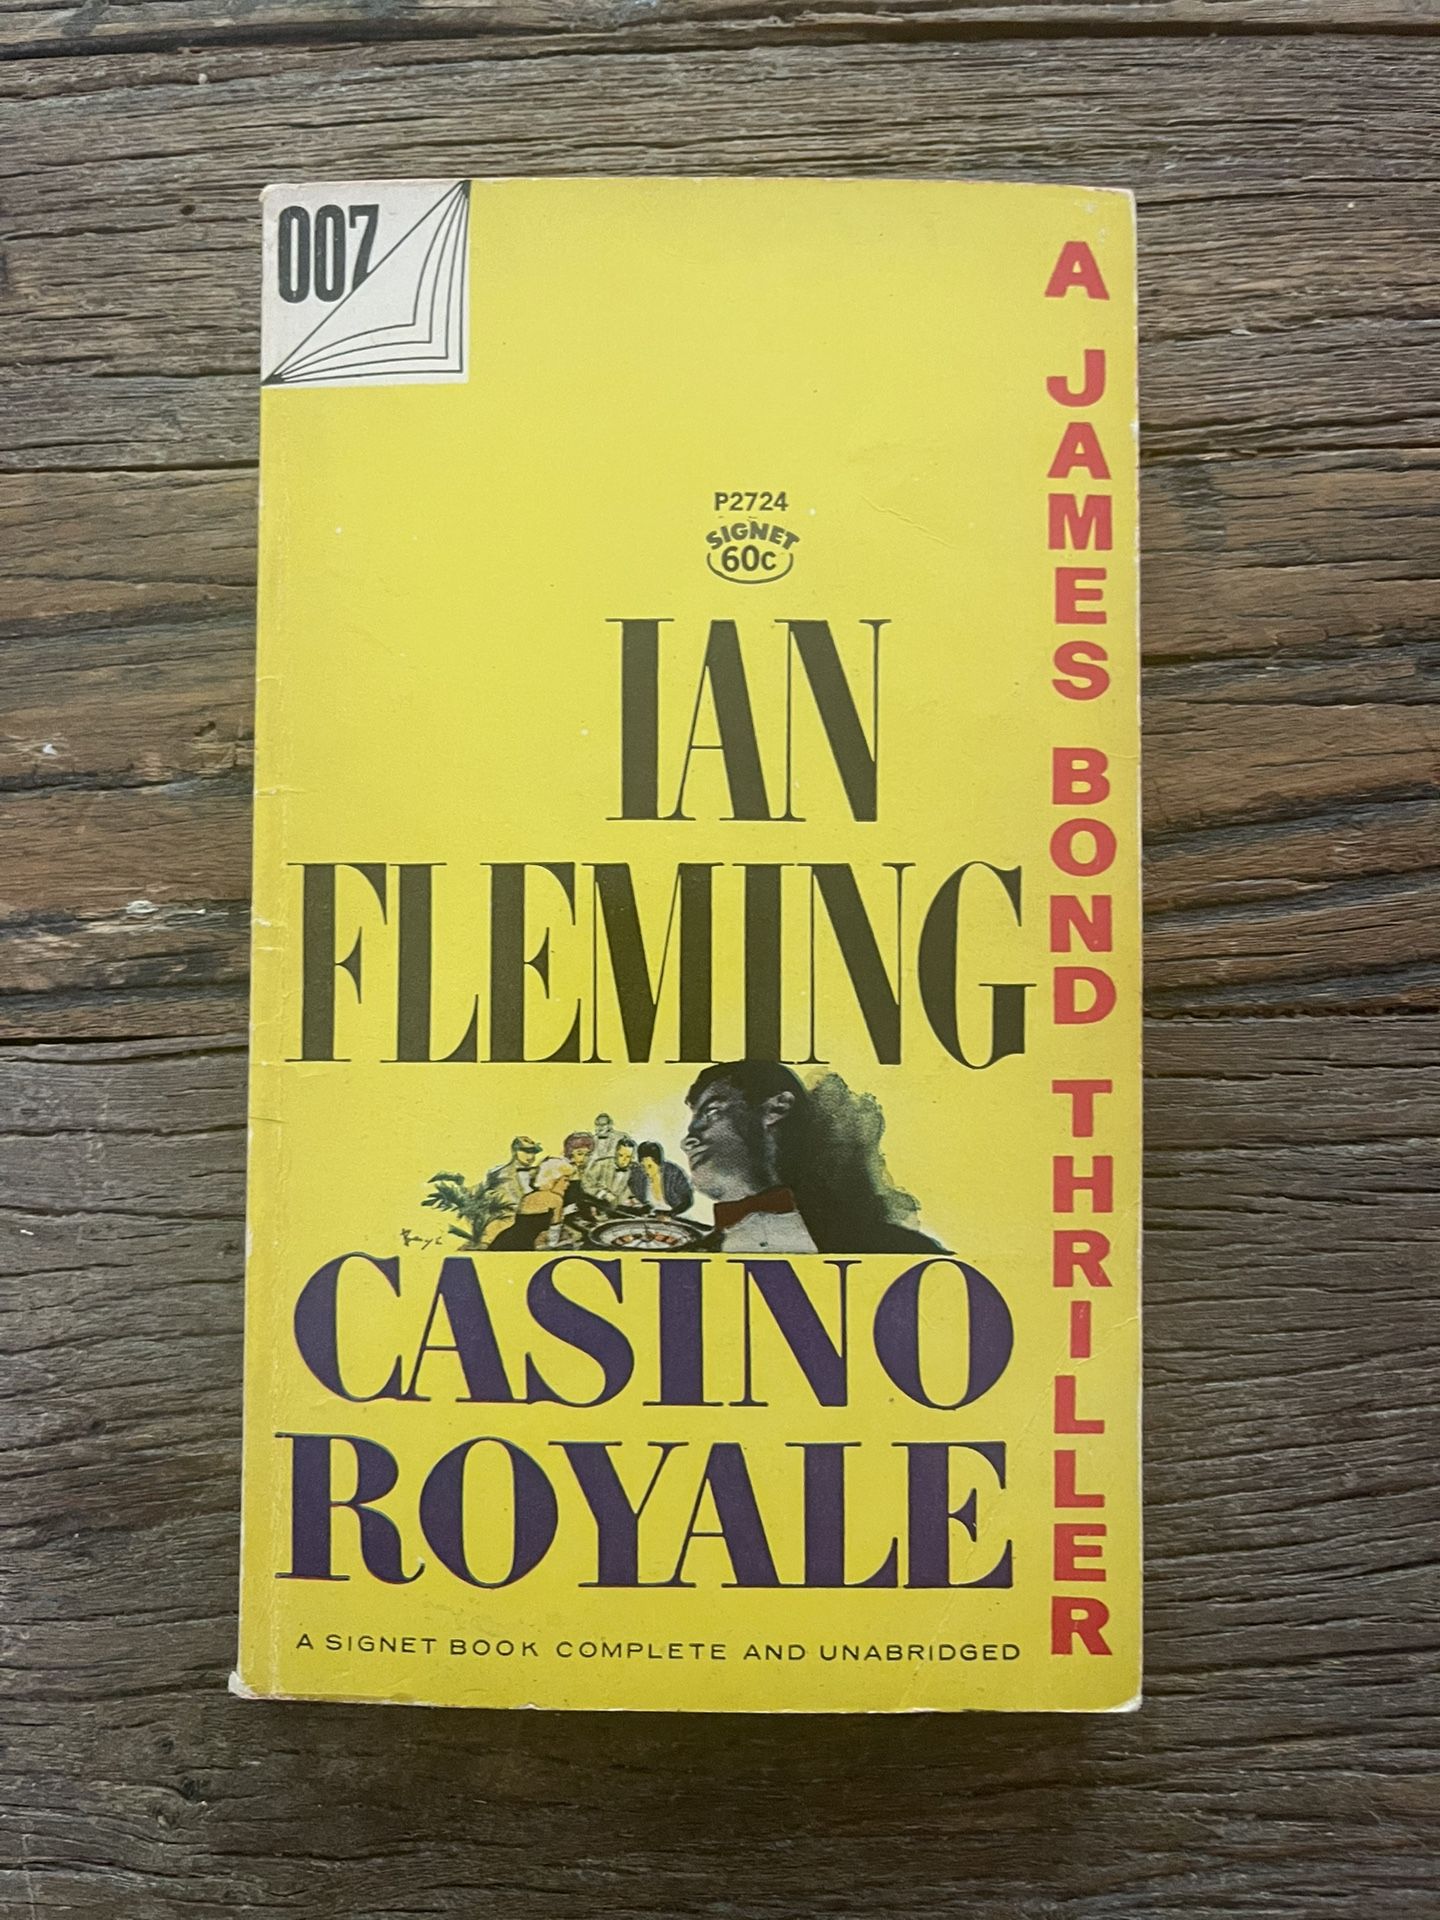 007
P2724
SIGNET
60c
IAN
FLEMING
CASINO
ROYALE
A SIGNET BOOK COMPLETE AND UNABRIDGED
A JAMES BOND THRILLER